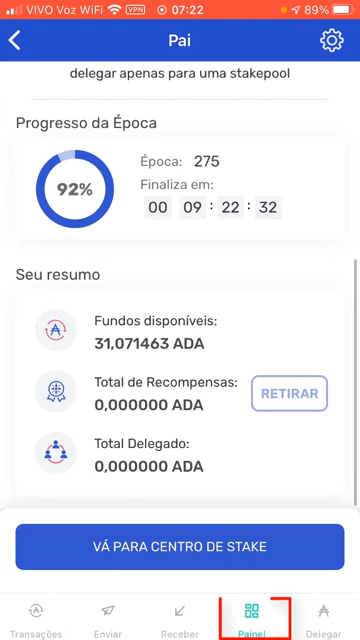 VIVO Voz WiFi VPN 07:22 89%
Pai
delegar apenas para uma stakepool
Progresso da Época
92%
Época: 275
Finaliza em:
00 09 : 22 : 32
Seu resumo
Fundos disponíveis:
31,071463 ADA
Total de Recompensas:
0,000000 ADA
RETIRAR
Total Delegado:
0,000000 ADA
VÁ PARA CENTRO DE STAKE
Transações Enviar Receber Painel Delegar